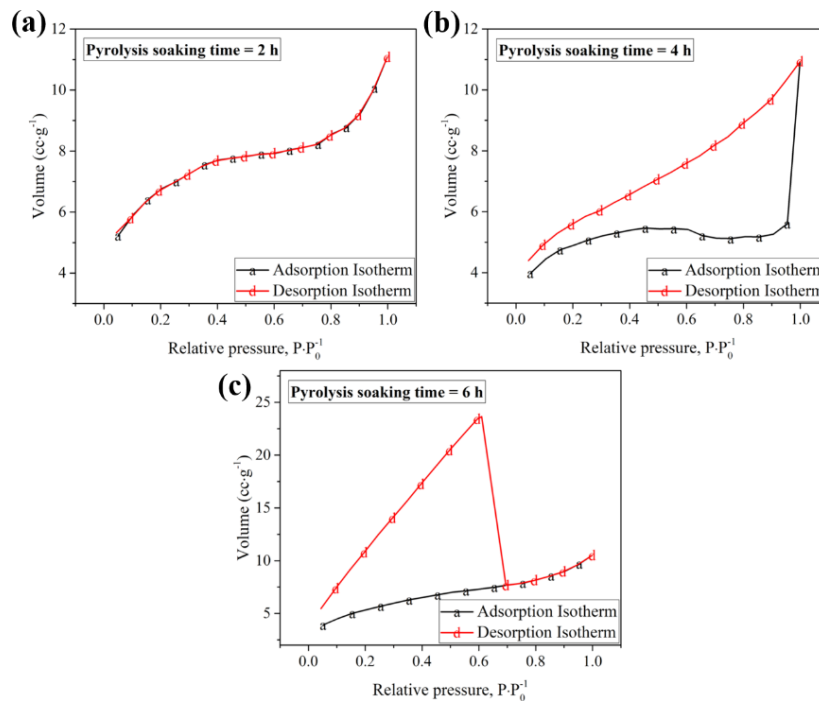 (a)
Pyrolysis soaking time = 2 h
12
10
8
6
4
Volume (cc·g⁻¹)
a Adsorption Isotherm
d Desorption Isotherm
0.0 0.2 0.4 0.6 0.8 1.0
Relative pressure, P·P₀⁻¹
(b)
Pyrolysis soaking time = 4 h
12
10
8
6
4
Volume (cc·g⁻¹)
a Adsorption Isotherm
d Desorption Isotherm
0.0 0.2 0.4 0.6 0.8 1.0
Relative pressure, P·P₀⁻¹
(c)
Pyrolysis soaking time = 6 h
25
20
15
10
5
Volume (cc·g⁻¹)
a Adsorption Isotherm
d Desorption Isotherm
0.0 0.2 0.4 0.6 0.8 1.0
Relative pressure, P·P₀⁻¹